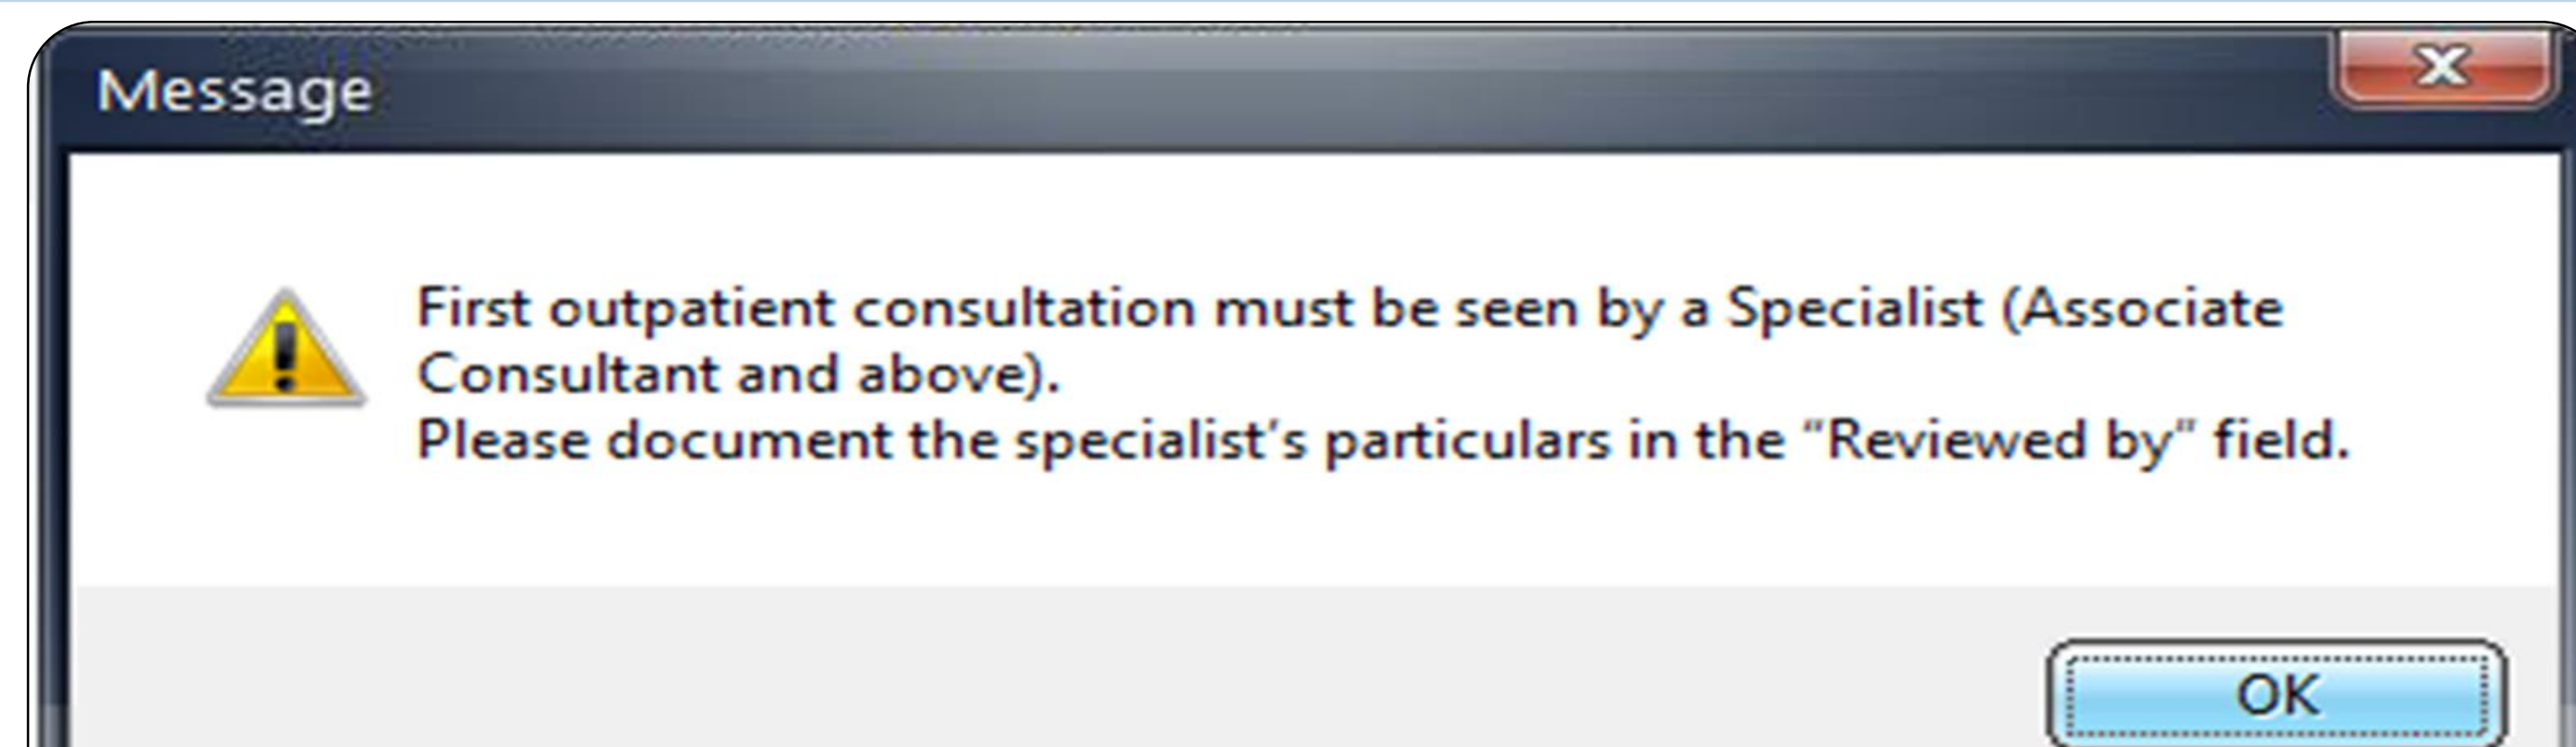 Message
First outpatient consultation must be seen by a Specialist (Associate
Consultant and above).
Please document the specialist’s particulars in the “Reviewed by” field.
OK